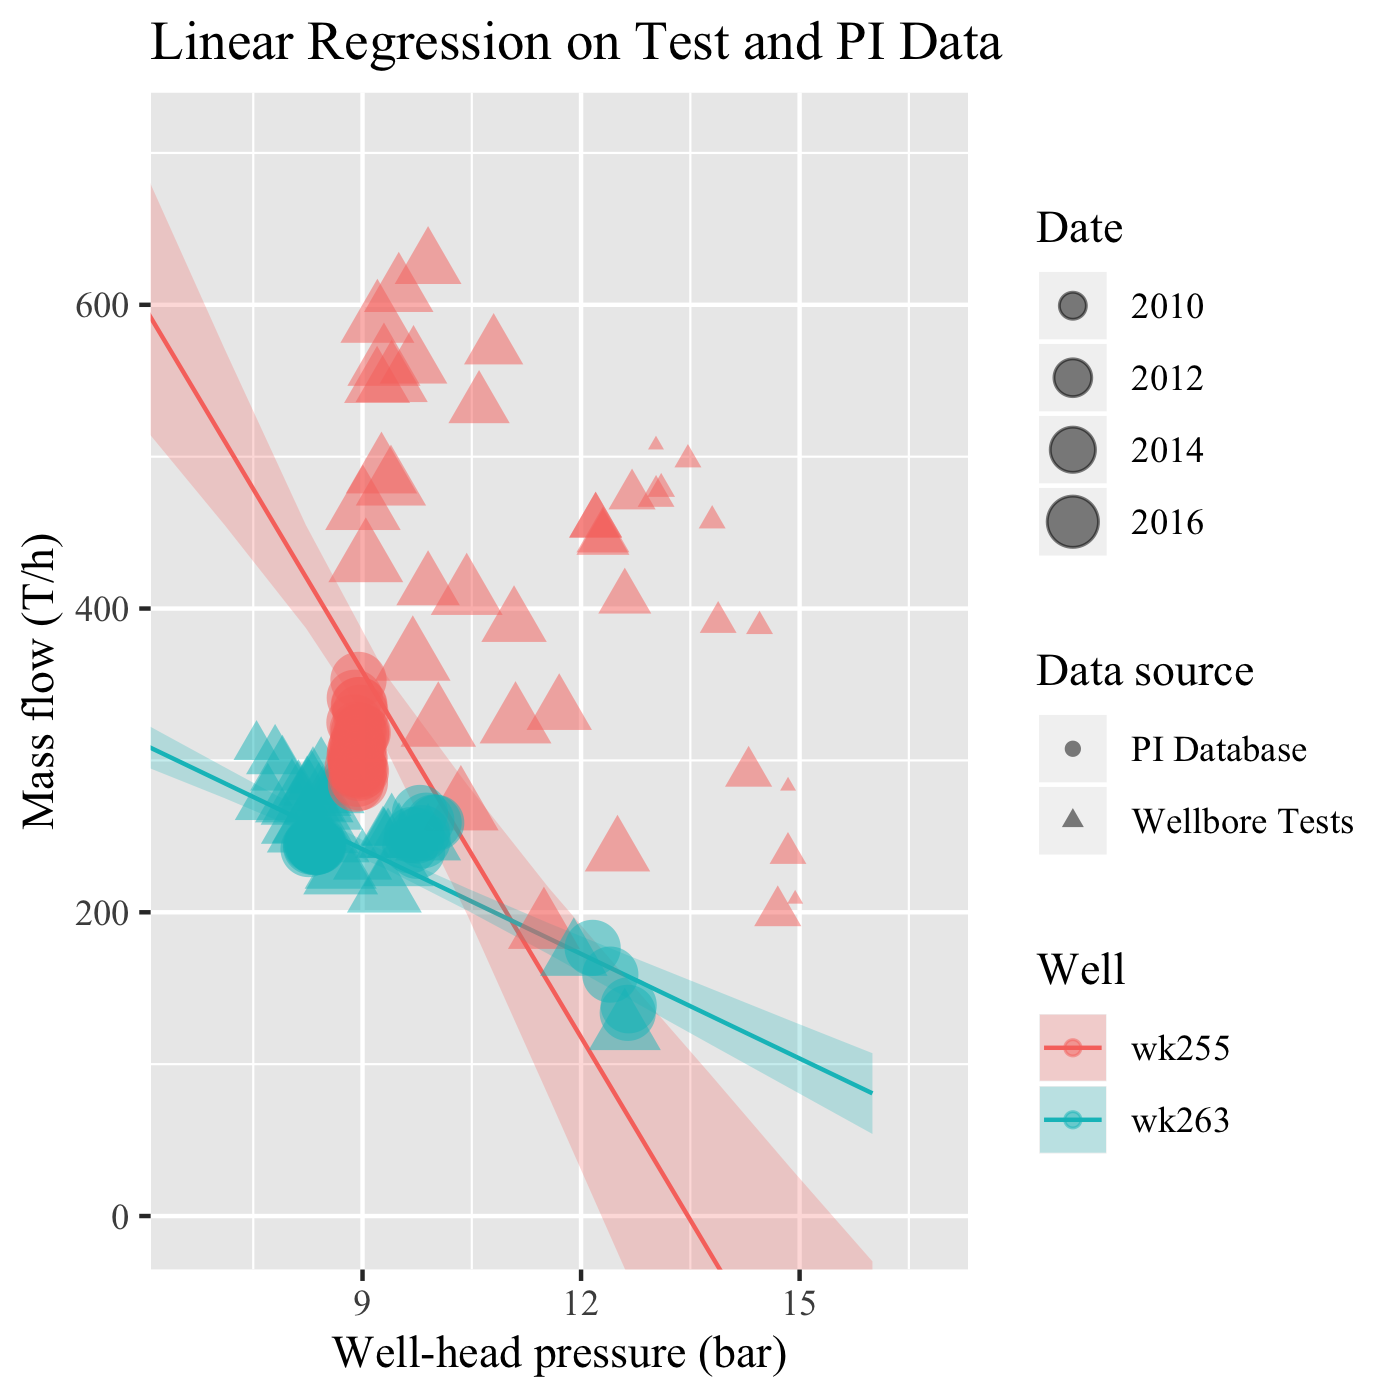 Linear Regression on Test and PI Data
Mass flow (T/h)
600
400
200
0
9
12
15
Well-head pressure (bar)
Date
2010
2012
2014
2016
Data source
PI Database
Wellbore Tests
Well
wk255
wk263